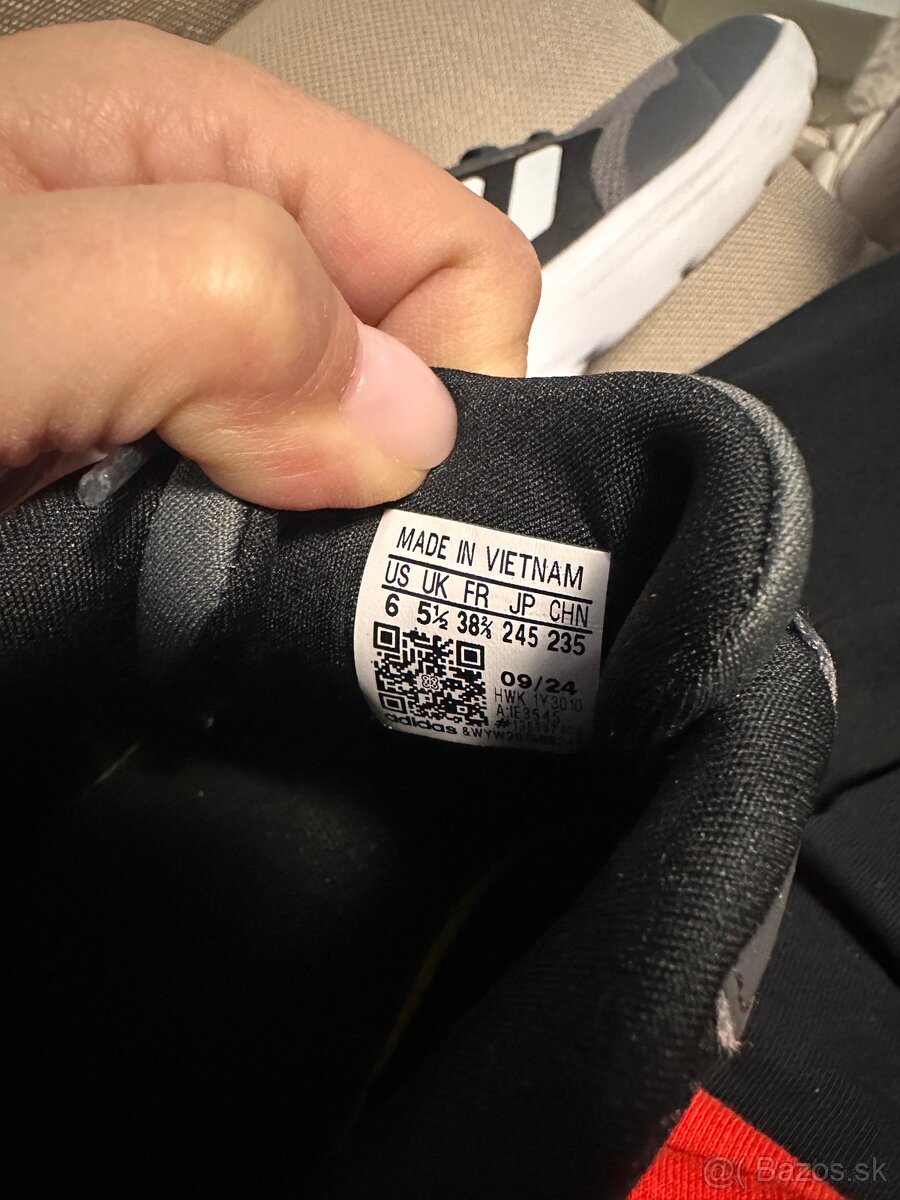 MADE IN VIETNAM
US UK FR JP CHN
6 5½ 38⅔ 245 235
09/24
HWK 1Y3010
A:IE3545
adidas
@( Bazos.sk